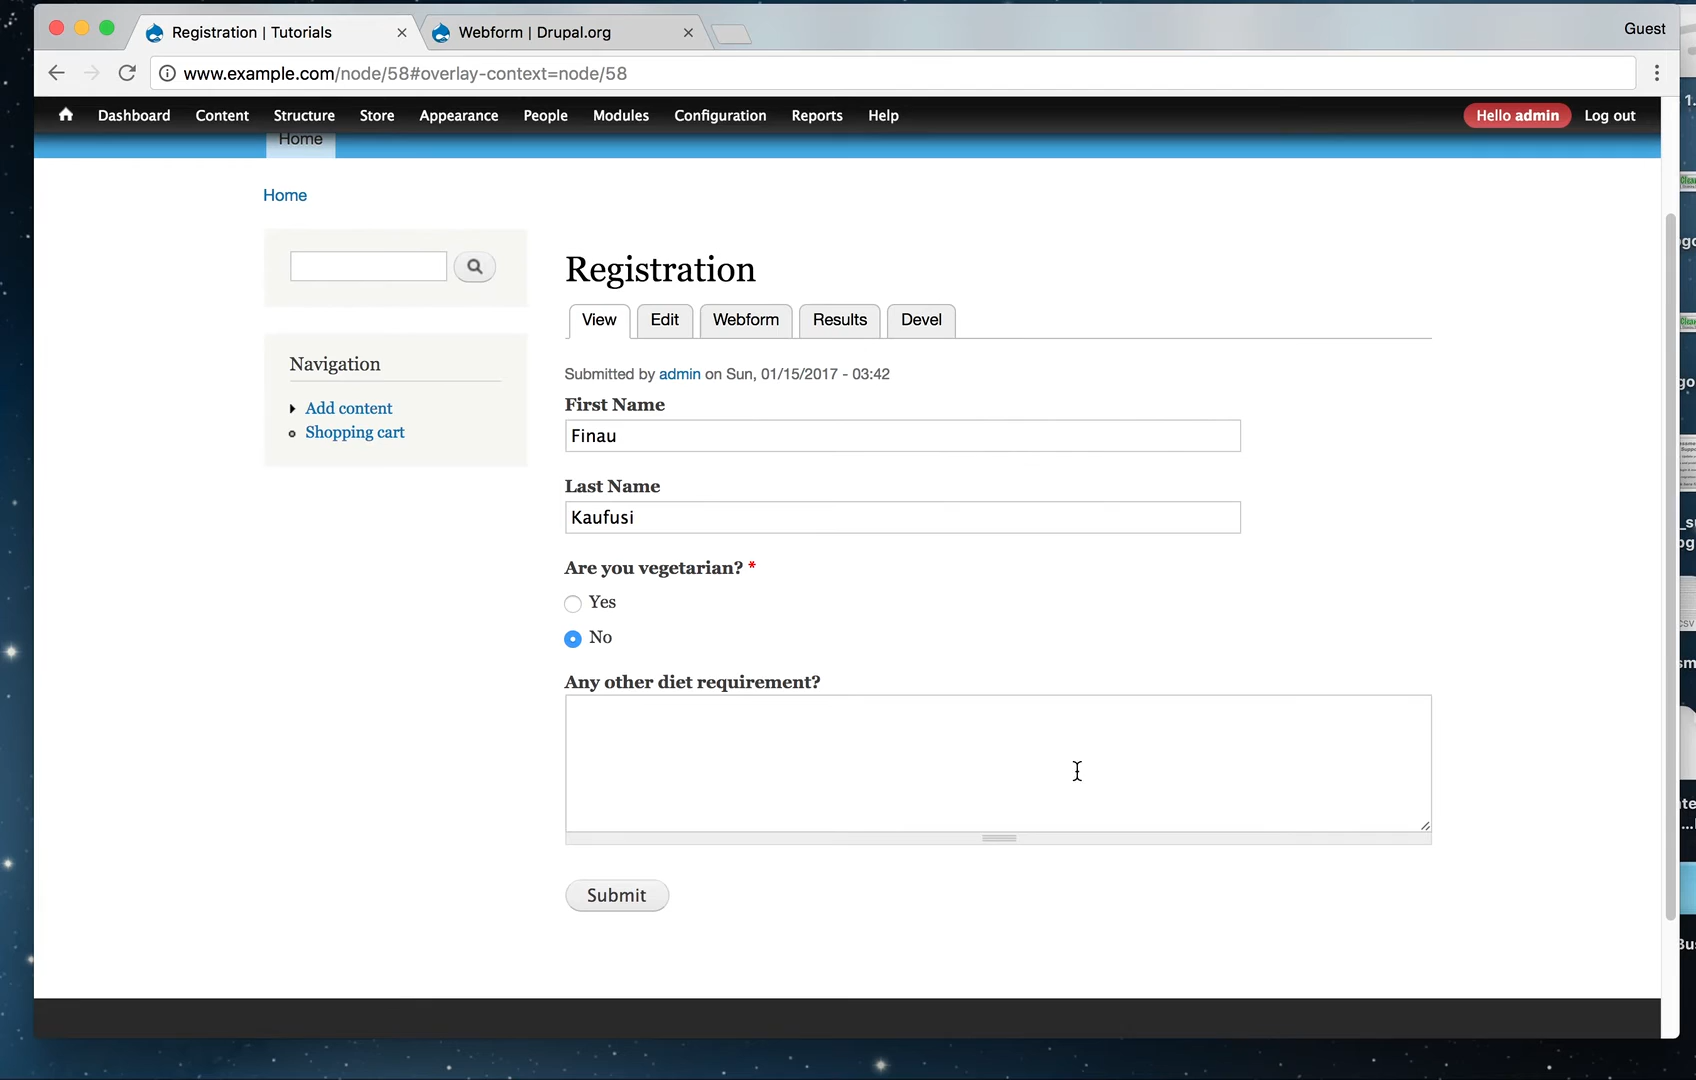 Registration | Tutorials
Webform | Drupal.org
Guest
www.example.com/node/58#overlay-context=node/58
Dashboard Content Structure Store Appearance People Modules Configuration Reports Help
Hello admin Log out
Home
Home
Registration
View Edit Webform Results Devel
Navigation
Add content
Shopping cart
Submitted by admin on Sun, 01/15/2017 - 03:42
First Name
Finau
Last Name
Kaufusi
Are you vegetarian? *
Yes
No
Any other diet requirement?
Submit